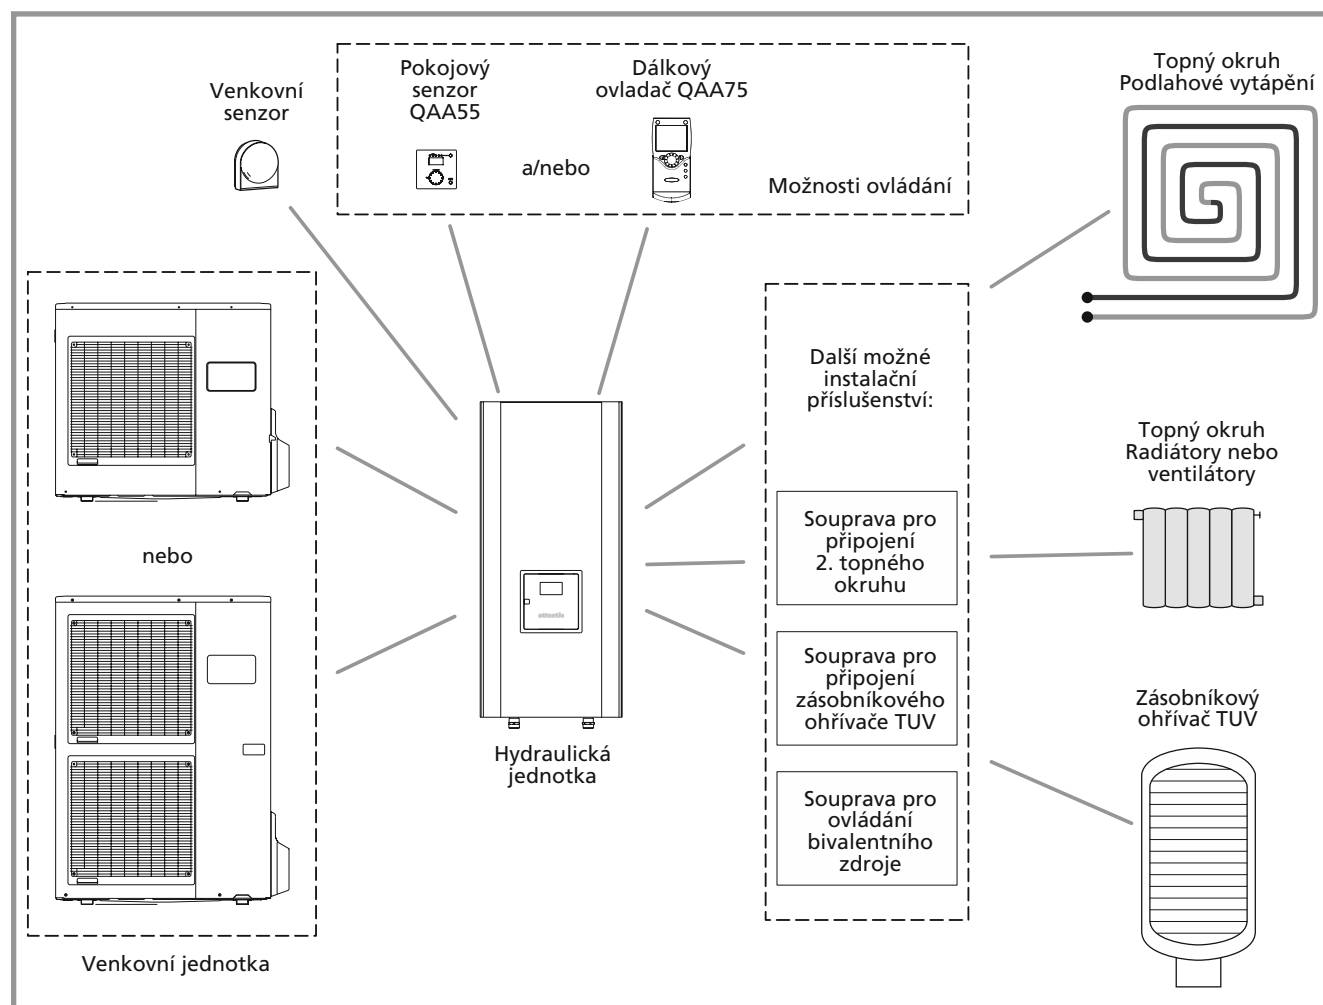 Venkovní
senzor
Pokojový
senzor
QAA55
a/nebo
Dálkový
ovladač QAA75
Možnosti ovládání
Topný okruh
Podlahové vytápění
nebo
Venkovní jednotka
Hydraulická
jednotka
Další možné
instalační
příslušenství:
Souprava pro
připojení
2. topného
okruhu
Souprava pro
připojení
zásobníkového
ohřívače TUV
Souprava pro
ovládání
bivalentního
zdroje
Topný okruh
Radiátory nebo
ventilátory
Zásobníkový
ohřívač TUV